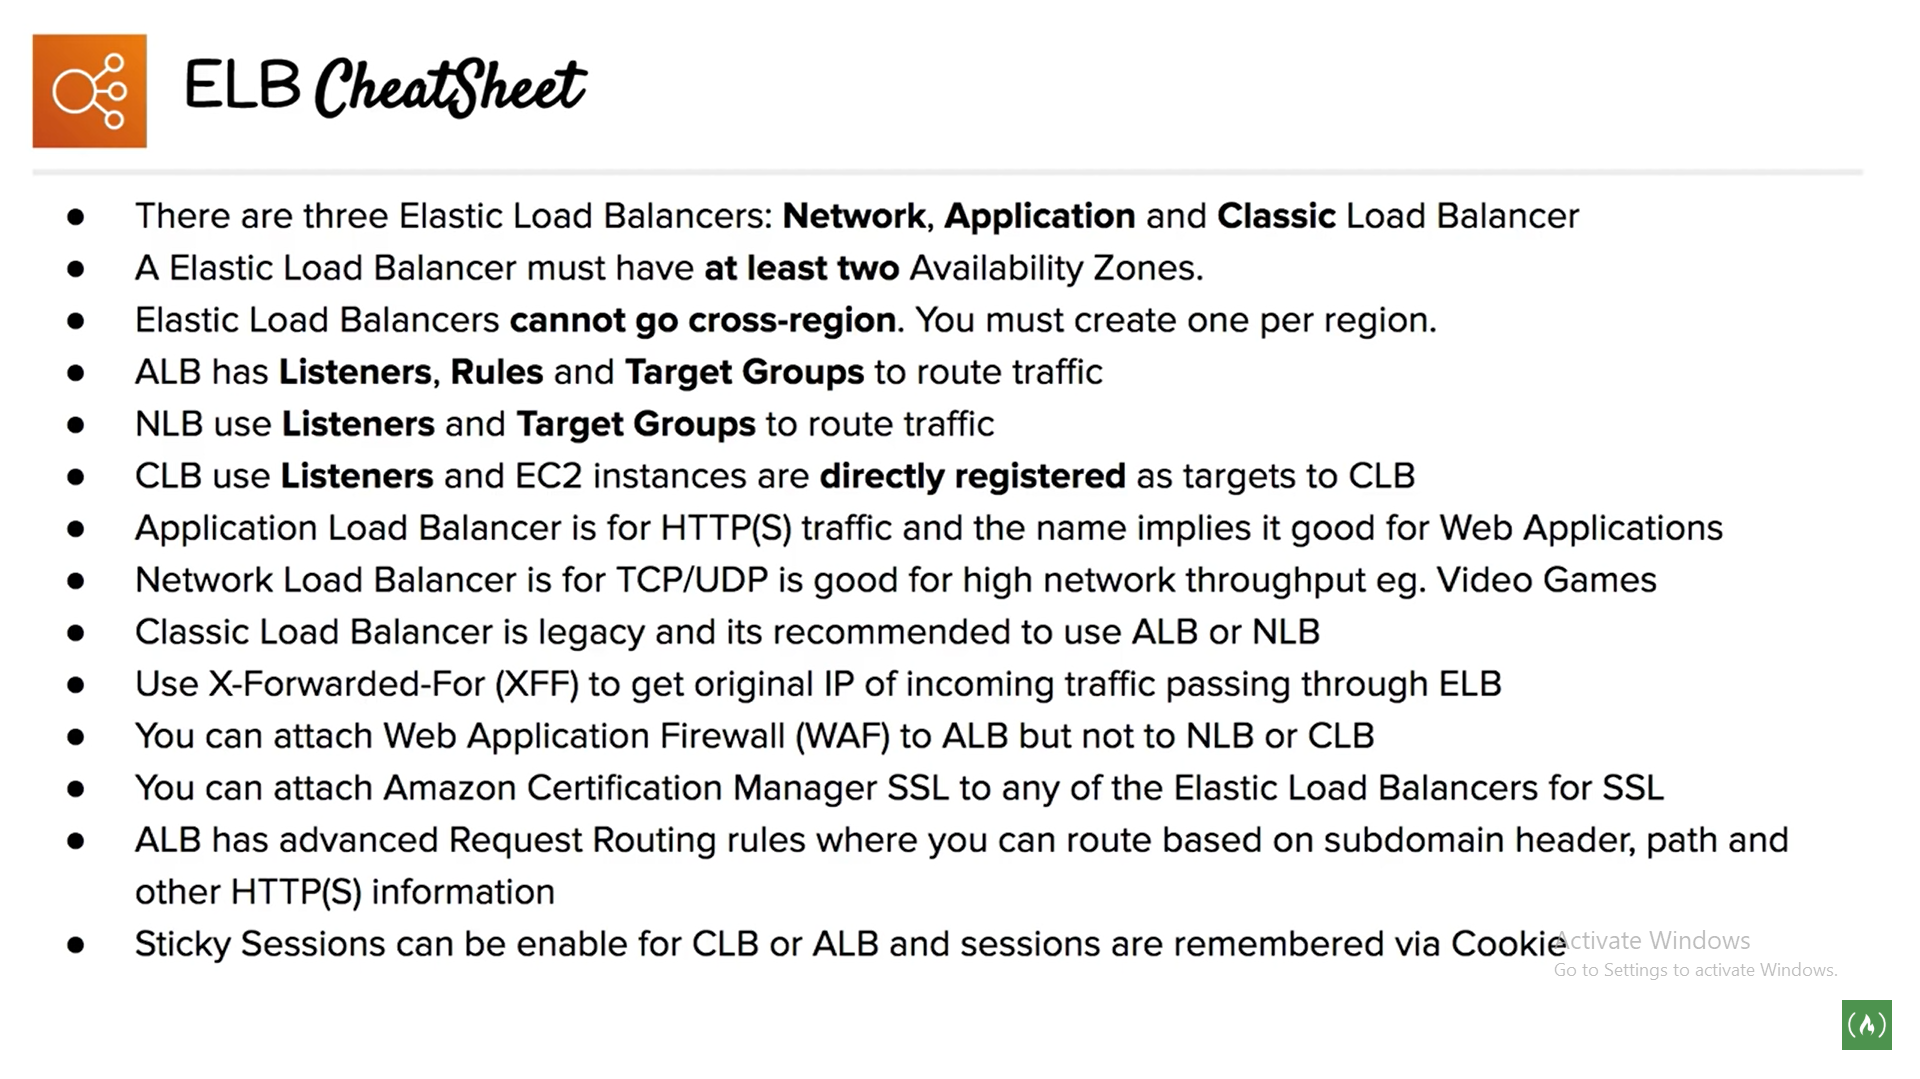 ELB CheatSheet
● There are three Elastic Load Balancers: Network, Application and Classic Load Balancer
● A Elastic Load Balancer must have at least two Availability Zones.
● Elastic Load Balancers cannot go cross-region. You must create one per region.
● ALB has Listeners, Rules and Target Groups to route traffic
● NLB use Listeners and Target Groups to route traffic
● CLB use Listeners and EC2 instances are directly registered as targets to CLB
● Application Load Balancer is for HTTP(S) traffic and the name implies it good for Web Applications
● Network Load Balancer is for TCP/UDP is good for high network throughput eg. Video Games
● Classic Load Balancer is legacy and its recommended to use ALB or NLB
● Use X-Forwarded-For (XFF) to get original IP of incoming traffic passing through ELB
● You can attach Web Application Firewall (WAF) to ALB but not to NLB or CLB
● You can attach Amazon Certification Manager SSL to any of the Elastic Load Balancers for SSL
● ALB has advanced Request Routing rules where you can route based on subdomain header, path and
other HTTP(S) information
● Sticky Sessions can be enable for CLB or ALB and sessions are remembered via Cookie
Activate Windows
Go to Settings to activate Windows.